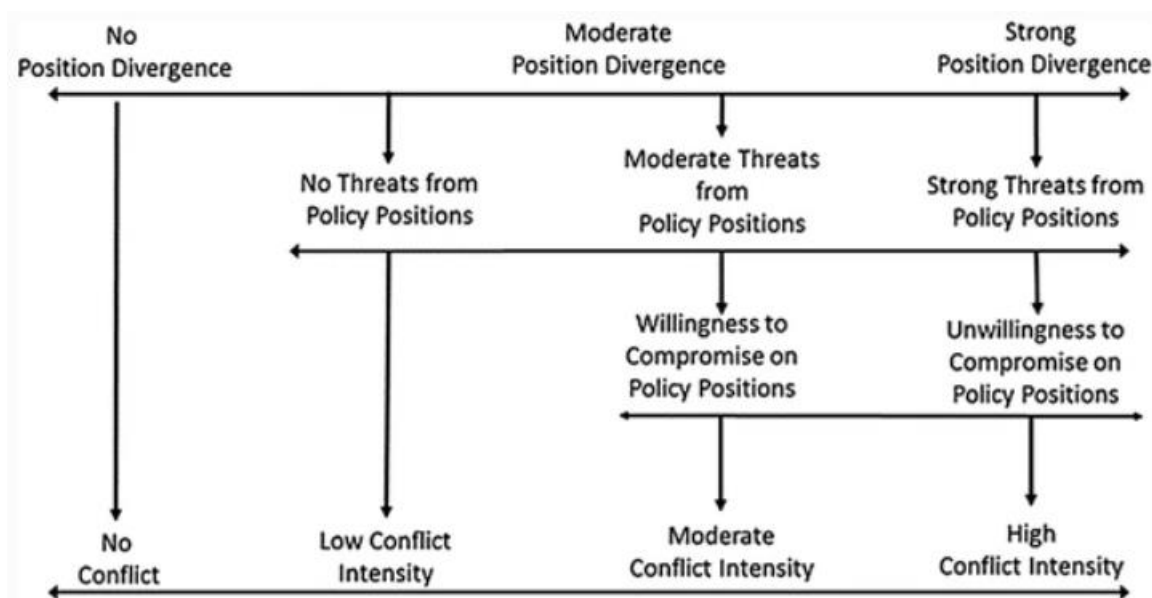 No
Position Divergence
Moderate
Position Divergence
Strong
Position Divergence
No Threats from
Policy Positions
Moderate Threats
from
Policy Positions
Strong Threats from
Policy Positions
Willingness to
Compromise on
Policy Positions
Unwillingness to
Compromise on
Policy Positions
No
Conflict
Low Conflict
Intensity
Moderate
Conflict Intensity
High
Conflict Intensity